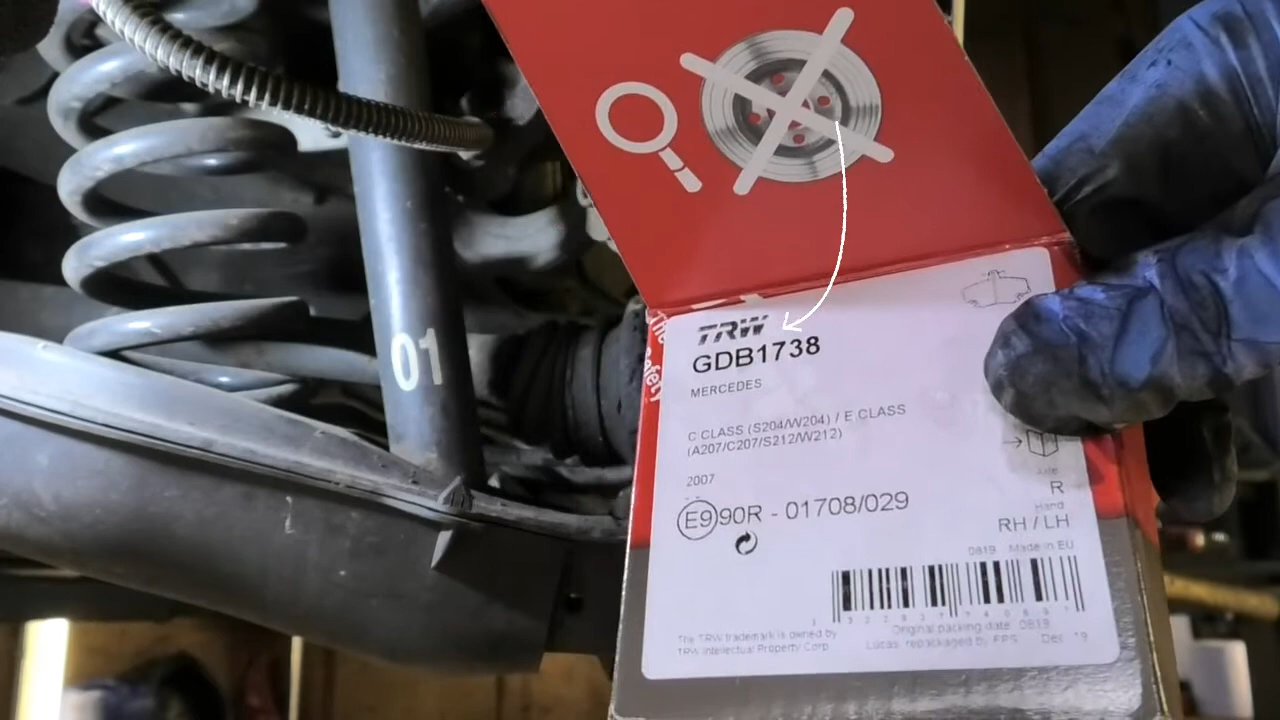 01
TRW
GDB1738
MERCEDES
C CLASS (S204/W204) / E CLASS
(A207/C207/S212/W212)
2007
E9 90R - 01708/029
Axle
R
Hand
RH / LH
0819 Made in EU
Original packing date 0819
Lucas, repackaged by FPS Dec 19
The TRW trademark is owned by
TRW Intellectual Property Corp
Safety